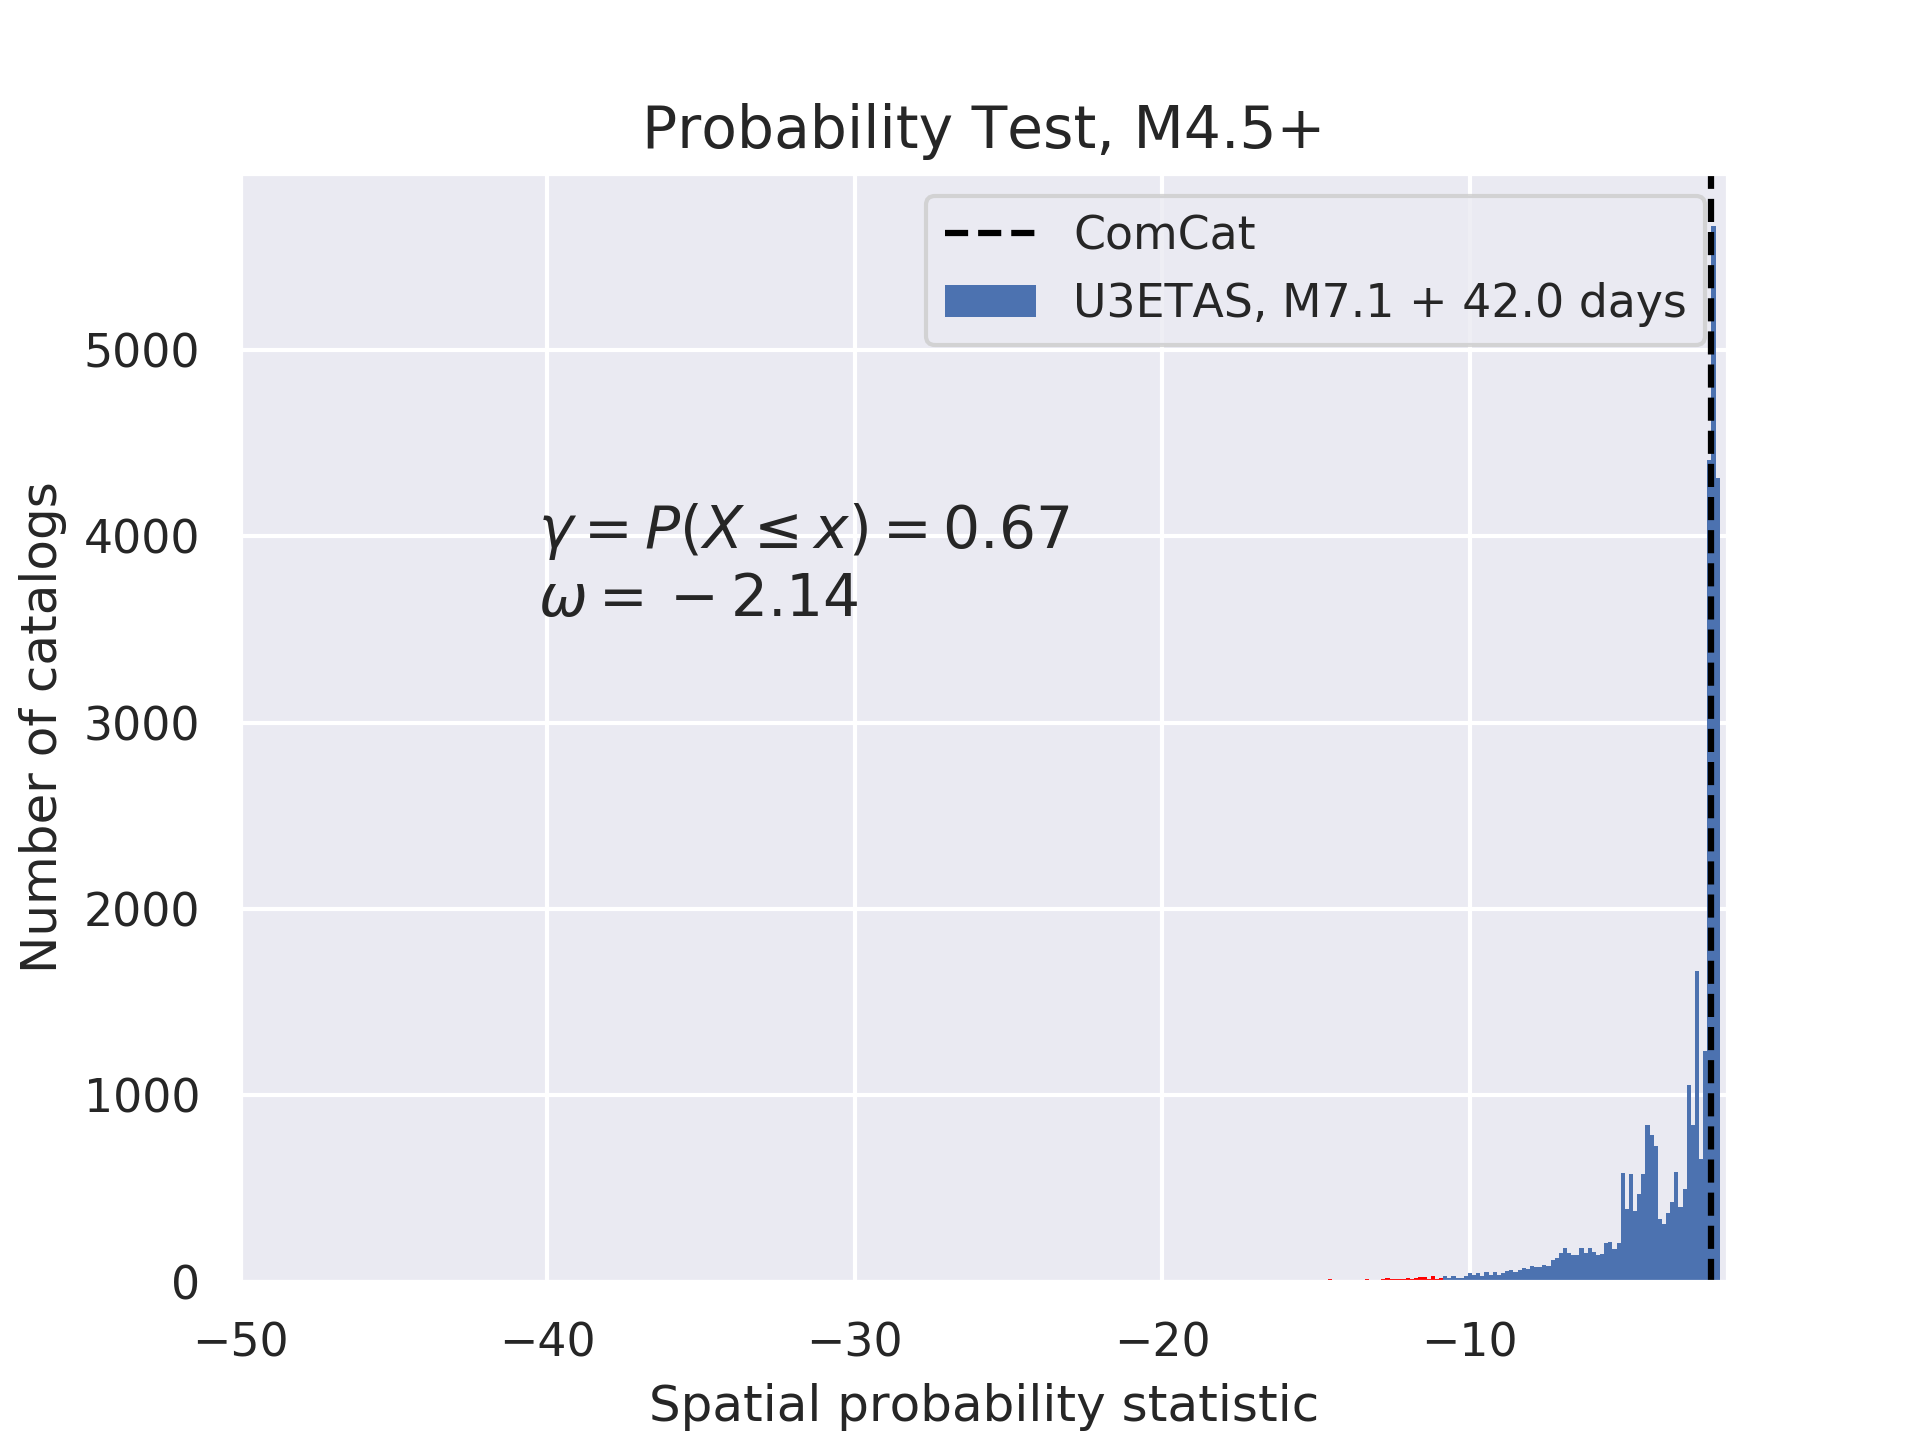 Probability Test, M4.5+
ComCat
U3ETAS, M7.1 + 42.0 days
γ = P(X ≤ x) = 0.67
ω = − 2.14
Number of catalogs
5000
4000
3000
2000
1000
0
−50 −40 −30 −20 −10
Spatial probability statistic